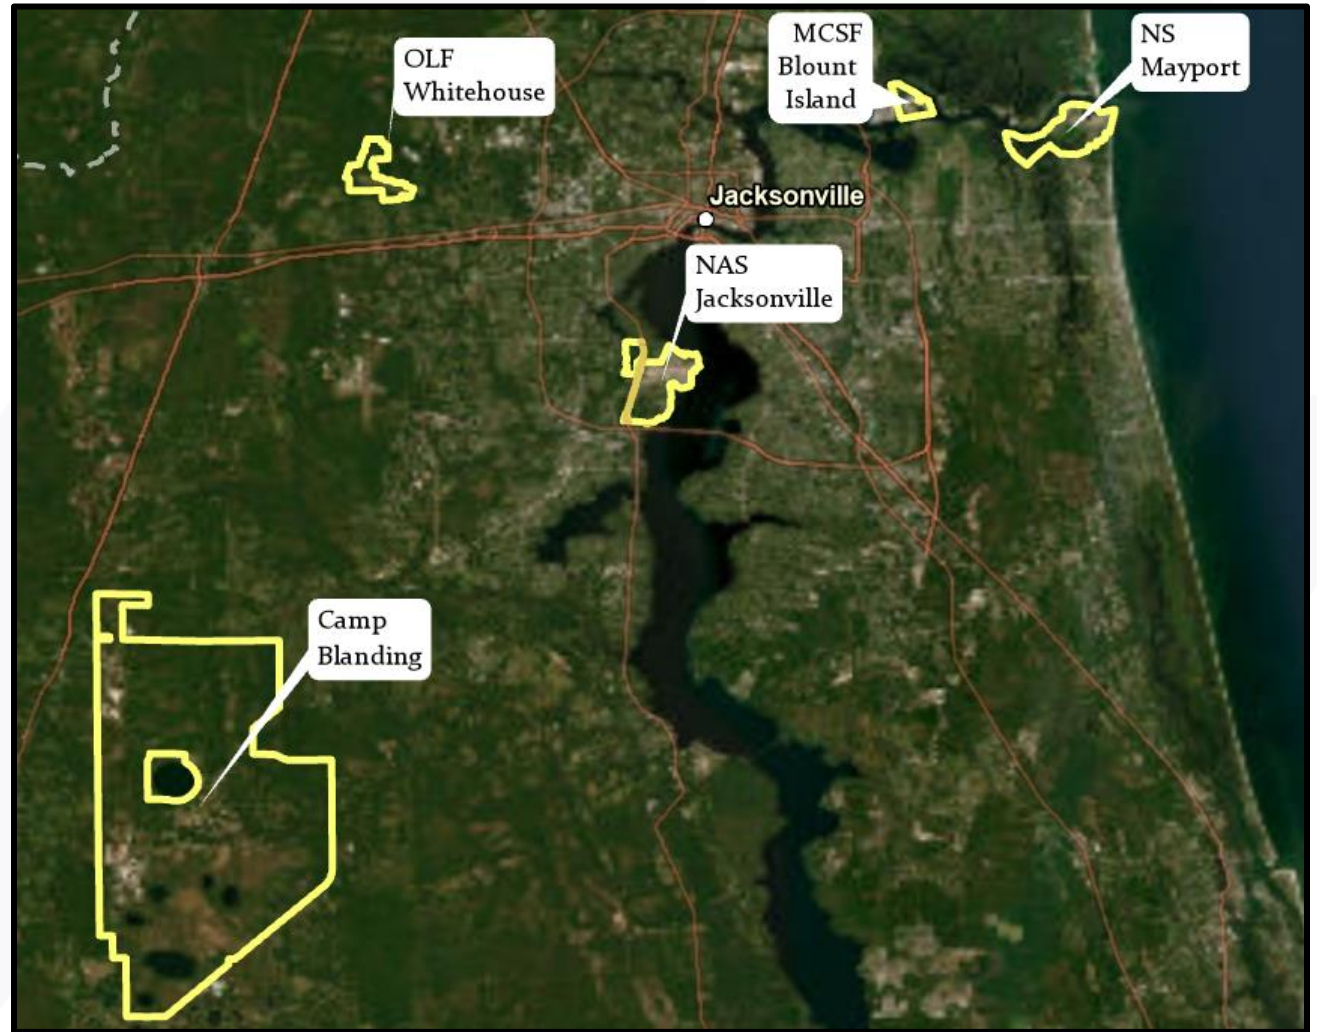 OLF
Whitehouse
MCSF
Blount
Island
NS
Mayport
Jacksonville
NAS
Jacksonville
Camp
Blanding